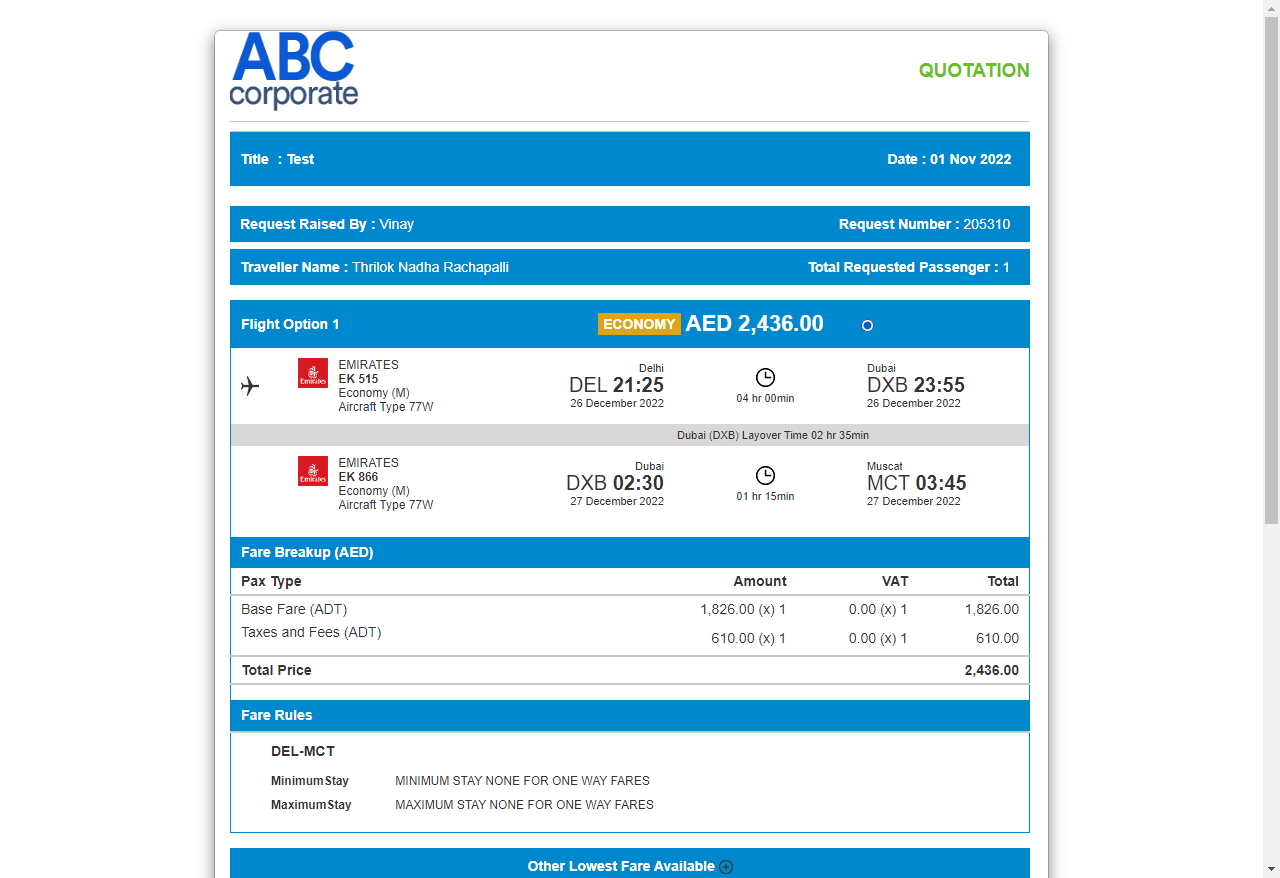 ABC
corporate
QUOTATION
Title : Test
Date : 01 Nov 2022
Request Raised By : Vinay
Request Number : 205310
Traveller Name : Thrilok Nadha Rachapalli
Total Requested Passenger : 1
Flight Option 1
ECONOMY AED 2,436.00
Emirates
EMIRATES
EK 515
Economy (M)
Aircraft Type 77W
Delhi
DEL 21:25
26 December 2022
04 hr 00min
Dubai
DXB 23:55
26 December 2022
Dubai (DXB) Layover Time 02 hr 35min
Emirates
EMIRATES
EK 866
Economy (M)
Aircraft Type 77W
Dubai
DXB 02:30
27 December 2022
01 hr 15min
Muscat
MCT 03:45
27 December 2022
Fare Breakup (AED)
Pax Type Amount VAT Total
Base Fare (ADT) 1,826.00 (x) 1 0.00 (x) 1 1,826.00
Taxes and Fees (ADT) 610.00 (x) 1 0.00 (x) 1 610.00
Total Price 2,436.00
Fare Rules
DEL-MCT
MinimumStay MINIMUM STAY NONE FOR ONE WAY FARES
MaximumStay MAXIMUM STAY NONE FOR ONE WAY FARES
Other Lowest Fare Available